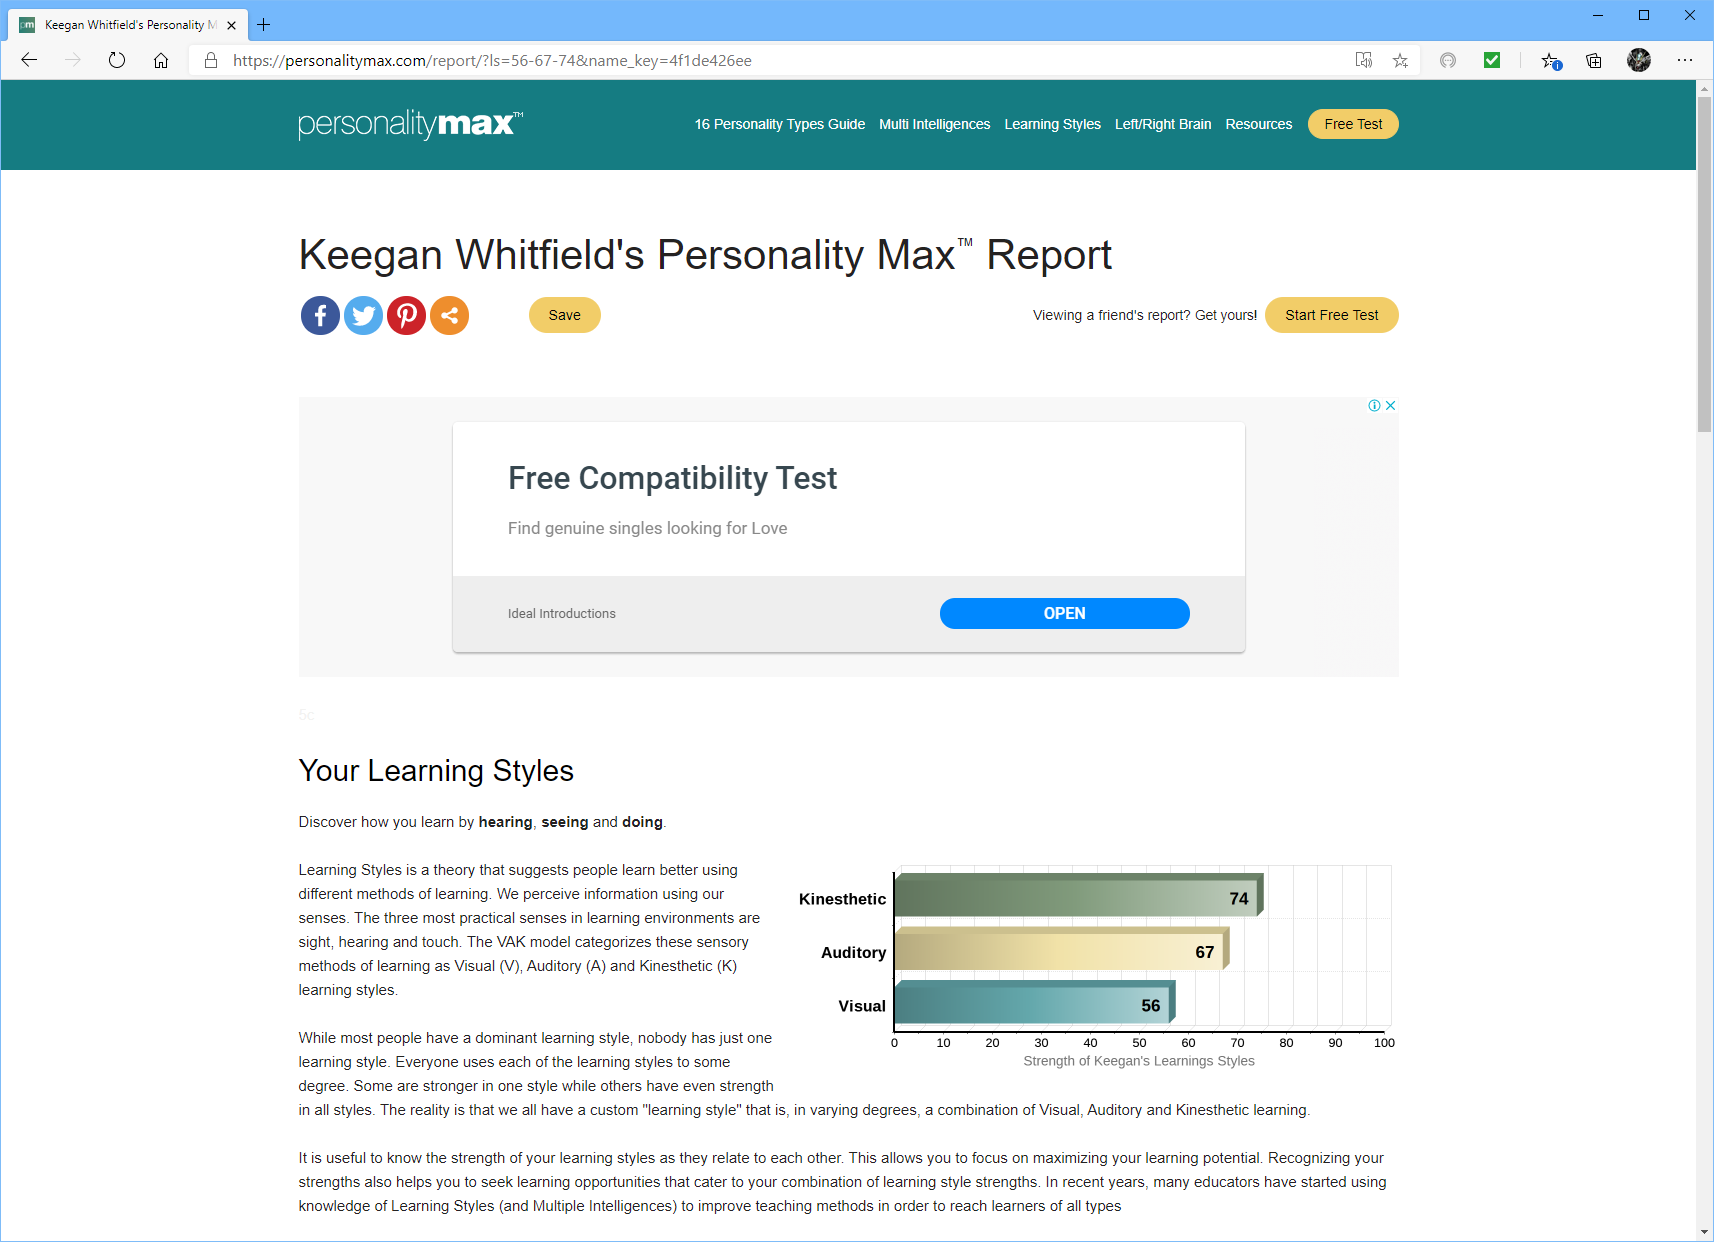 Keegan Whitfield's Personality M
https://personalitymax.com/report/?ls=56-67-74&name_key=4f1de426ee
personalitymax™
16 Personality Types Guide Multi Intelligences Learning Styles Left/Right Brain Resources Free Test
Keegan Whitfield's Personality Max™ Report
Save
Viewing a friend's report? Get yours! Start Free Test
Free Compatibility Test
Find genuine singles looking for Love
Ideal Introductions
OPEN
5c
Your Learning Styles
Discover how you learn by hearing, seeing and doing.
Learning Styles is a theory that suggests people learn better using
different methods of learning. We perceive information using our
senses. The three most practical senses in learning environments are
sight, hearing and touch. The VAK model categorizes these sensory
methods of learning as Visual (V), Auditory (A) and Kinesthetic (K)
learning styles.
Kinesthetic 74
Auditory 67
Visual 56
0 10 20 30 40 50 60 70 80 90 100
Strength of Keegan's Learnings Styles
While most people have a dominant learning style, nobody has just one
learning style. Everyone uses each of the learning styles to some
degree. Some are stronger in one style while others have even strength
in all styles. The reality is that we all have a custom "learning style" that is, in varying degrees, a combination of Visual, Auditory and Kinesthetic learning.
It is useful to know the strength of your learning styles as they relate to each other. This allows you to focus on maximizing your learning potential. Recognizing your
strengths also helps you to seek learning opportunities that cater to your combination of learning style strengths. In recent years, many educators have started using
knowledge of Learning Styles (and Multiple Intelligences) to improve teaching methods in order to reach learners of all types